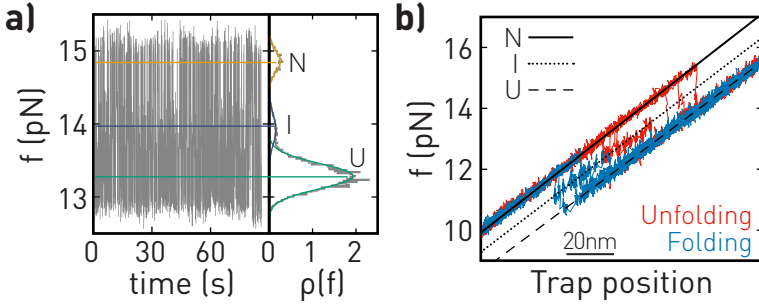 a)
15
14
13
f (pN)
0 30 60
time (s)
0 1 2
ρ(f)
N
I
U
b)
16
14
12
10
f (pN)
N
I
U
Unfolding
Folding
20nm
Trap position